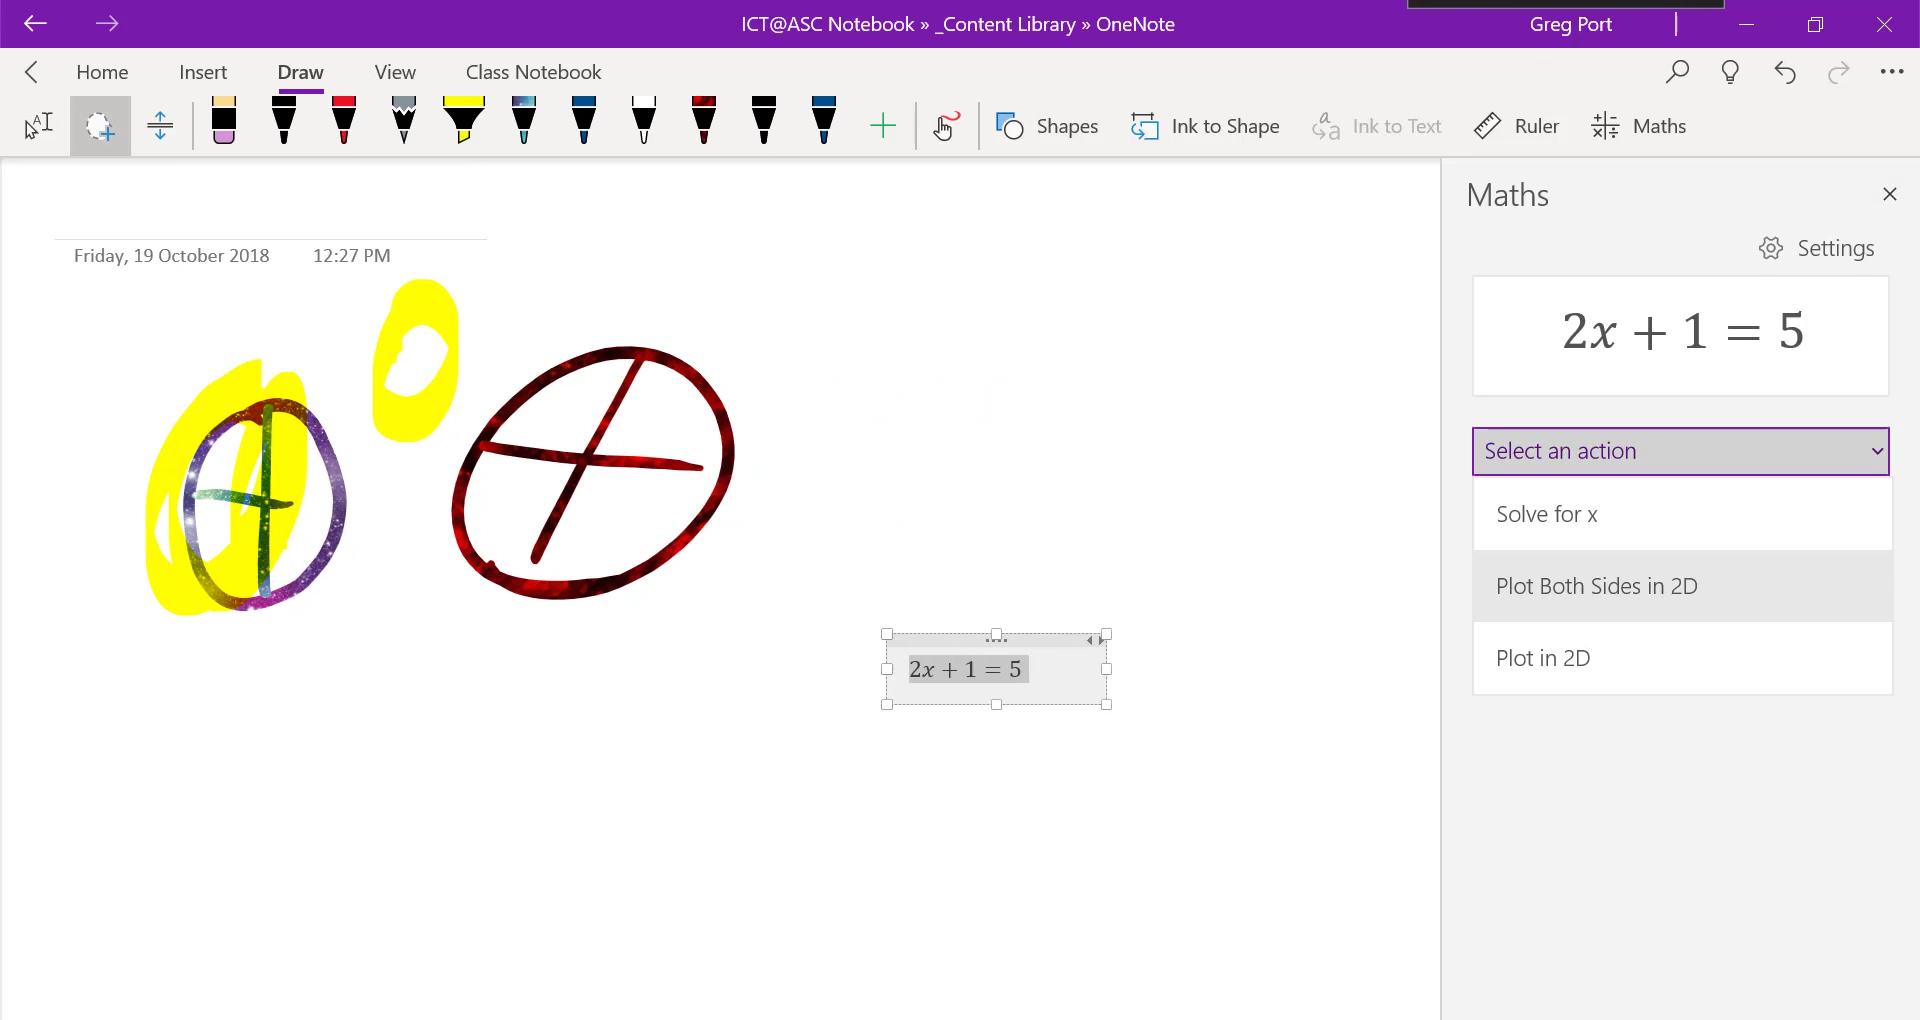 ICT@ASC Notebook » _Content Library » OneNote
Greg Port
Home Insert Draw View Class Notebook
Shapes Ink to Shape Ink to Text Ruler Maths
Friday, 19 October 2018 12:27 PM
2x + 1 = 5
Maths
Settings
2x + 1 = 5
Select an action
Solve for x
Plot Both Sides in 2D
Plot in 2D